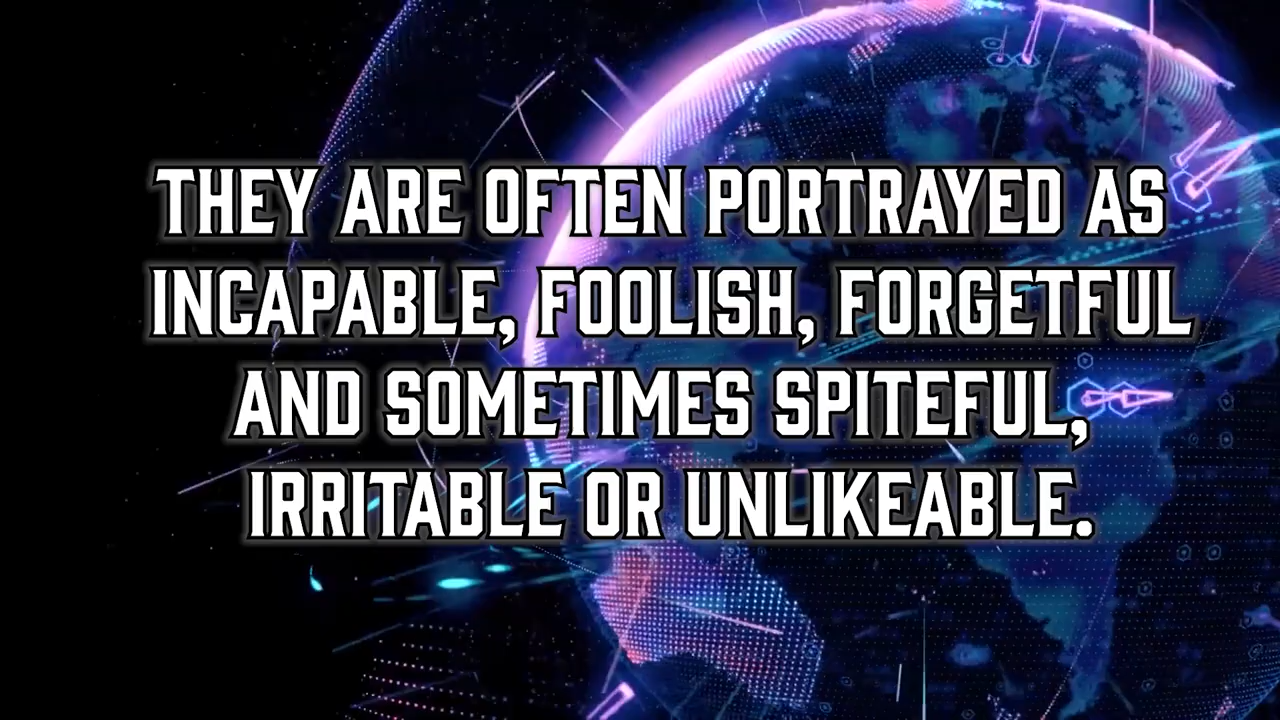 THEY ARE OFTEN PORTRAYED AS
INCAPABLE, FOOLISH, FORGETFUL
AND SOMETIMES SPITEFUL,
IRRITABLE OR UNLIKEABLE.